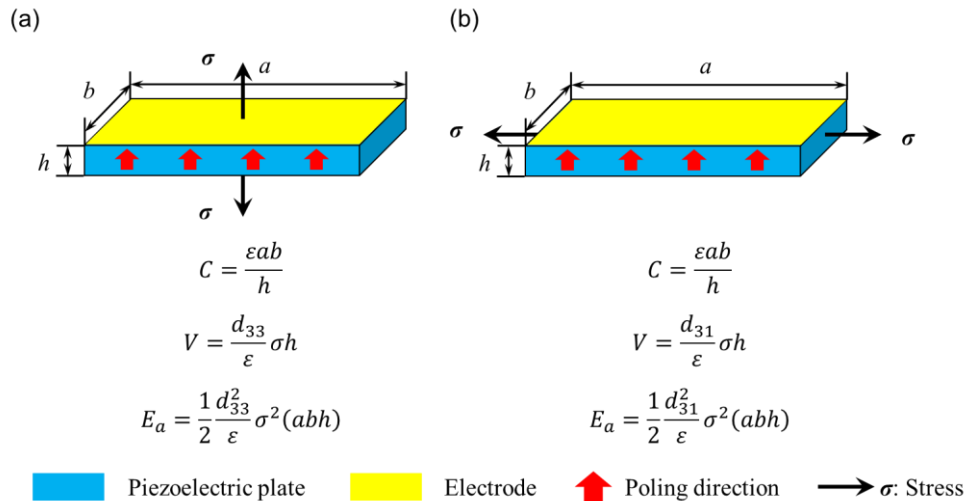 (a) (b)
σ a a
b b
σ σ
h h
σ
C = εab/h C = εab/h
V = d₃₃/ε σh V = d₃₁/ε σh
Eₐ = 1/2 d₃₃²/ε σ²(abh) Eₐ = 1/2 d₃₁²/ε σ²(abh)
Piezoelectric plate Electrode Poling direction σ: Stress